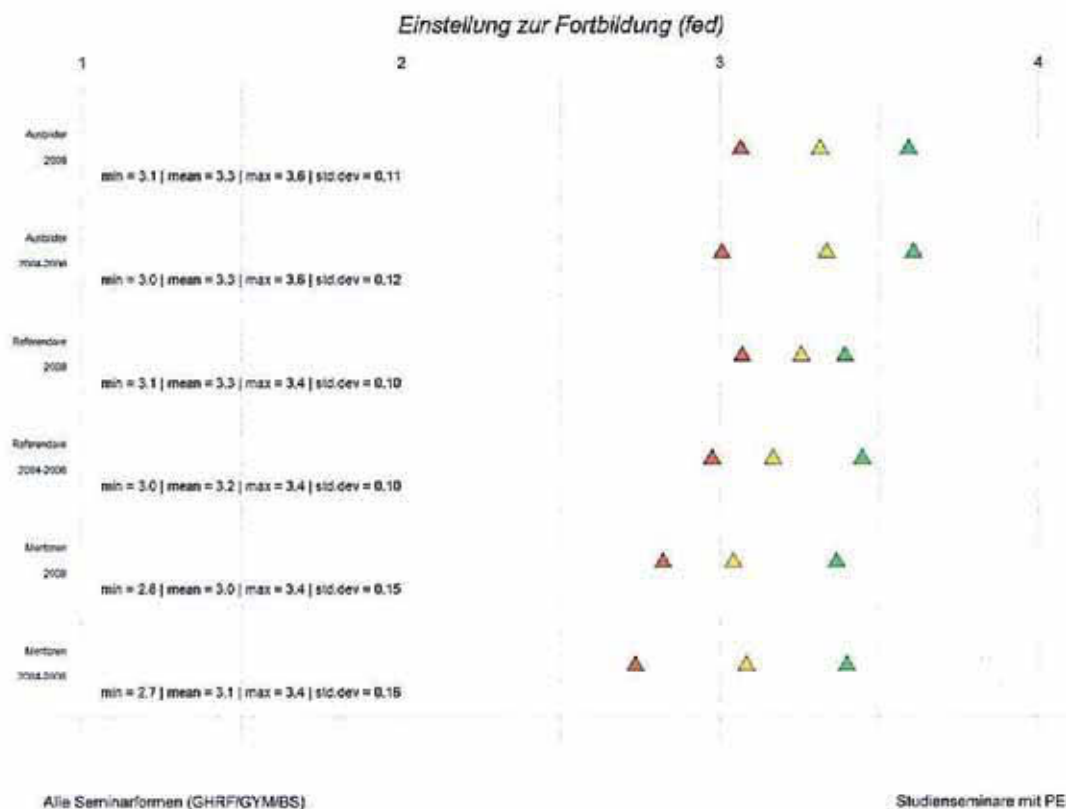 Einstellung zur Fortbildung (fed)
1 2 3 4
Ausbilder
2008
min = 3.1 | mean = 3.3 | max = 3.6 | std.dev = 0.11
Ausbilder
2004-2006
min = 3.0 | mean = 3.3 | max = 3.6 | std.dev = 0.12
Referendare
2008
min = 3.1 | mean = 3.3 | max = 3.4 | std.dev = 0.10
Referendare
2004-2006
min = 3.0 | mean = 3.2 | max = 3.4 | std.dev = 0.10
Mentoren
2008
min = 2.8 | mean = 3.0 | max = 3.4 | std.dev = 0.15
Mentoren
2004-2006
min = 2.7 | mean = 3.1 | max = 3.4 | std.dev = 0.16
Alle Seminarformen (GHRF/GYM/BS)
Studienseminare mit PE